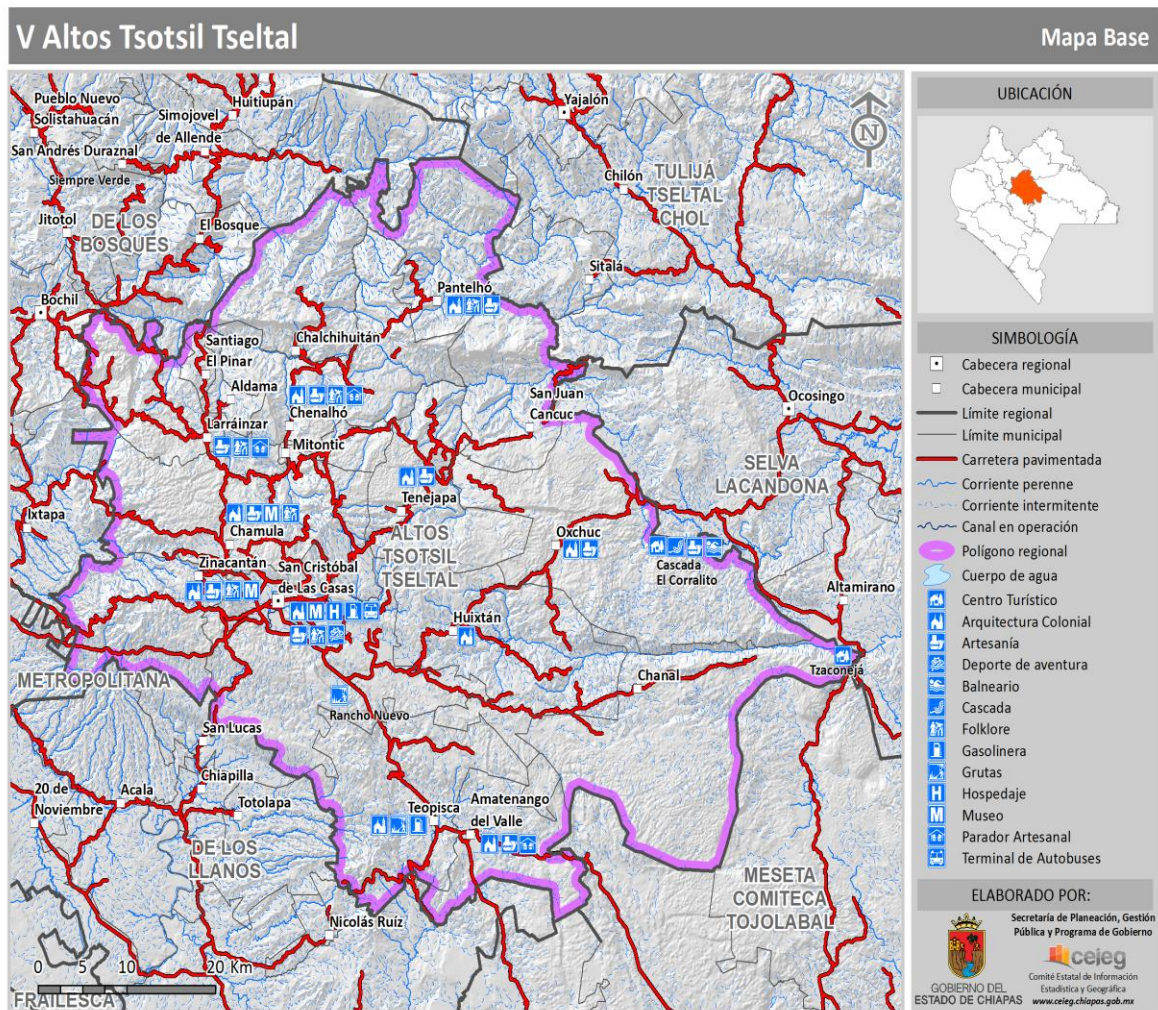 V Altos Tsotsil Tseltal
Mapa Base
Pueblo Nuevo
Solistahuacán
Huitiupán
Simojovel
de Allende
San Andrés Duraznal
Siempre Verde
Jitotol
DE LOS
BOSQUES
El Bosque
Yajalón
Chilón
TULIJÁ
TSELTAL
CHOL
N
Sitalá
Bochil
Pantelhó
Santiago
El Pinar
Chalchihuitán
Aldama
Chenalhó
San Juan
Cancuc
Ocosingo
Larráinzar
Mitontic
SELVA
LACANDONA
Tenejapa
Ixtapa
M
Chamula
ALTOS
TSOTSIL
TSELTAL
Oxchuc
Cascada
El Corralito
Zinacantán
San Cristóbal
de Las Casas
M
M H
Huixtán
Altamirano
METROPOLITANA
Chanal
Tzaconejá
Rancho Nuevo
San Lucas
Chiapilla
20 de
Noviembre
Acala
Totolapa
Teopisca
Amatenango
del Valle
DE LOS
LLANOS
MESETA
COMITECA
TOJOLABAL
Nicolás Ruíz
0 5 10 20 Km
FRAILESCA
UBICACIÓN
SIMBOLOGÍA
Cabecera regional
Cabecera municipal
Límite regional
Límite municipal
Carretera pavimentada
Corriente perenne
Corriente intermitente
Canal en operación
Polígono regional
Cuerpo de agua
Centro Turístico
Arquitectura Colonial
Artesanía
Deporte de aventura
Balneario
Cascada
Folklore
Gasolinera
Grutas
H Hospedaje
M Museo
Parador Artesanal
Terminal de Autobuses
ELABORADO POR:
GOBIERNO DEL
ESTADO DE CHIAPAS
Secretaría de Planeación, Gestión
Pública y Programa de Gobierno
ceieg
Comité Estatal de Información
Estadística y Geográfica
www.ceieg.chiapas.gob.mx